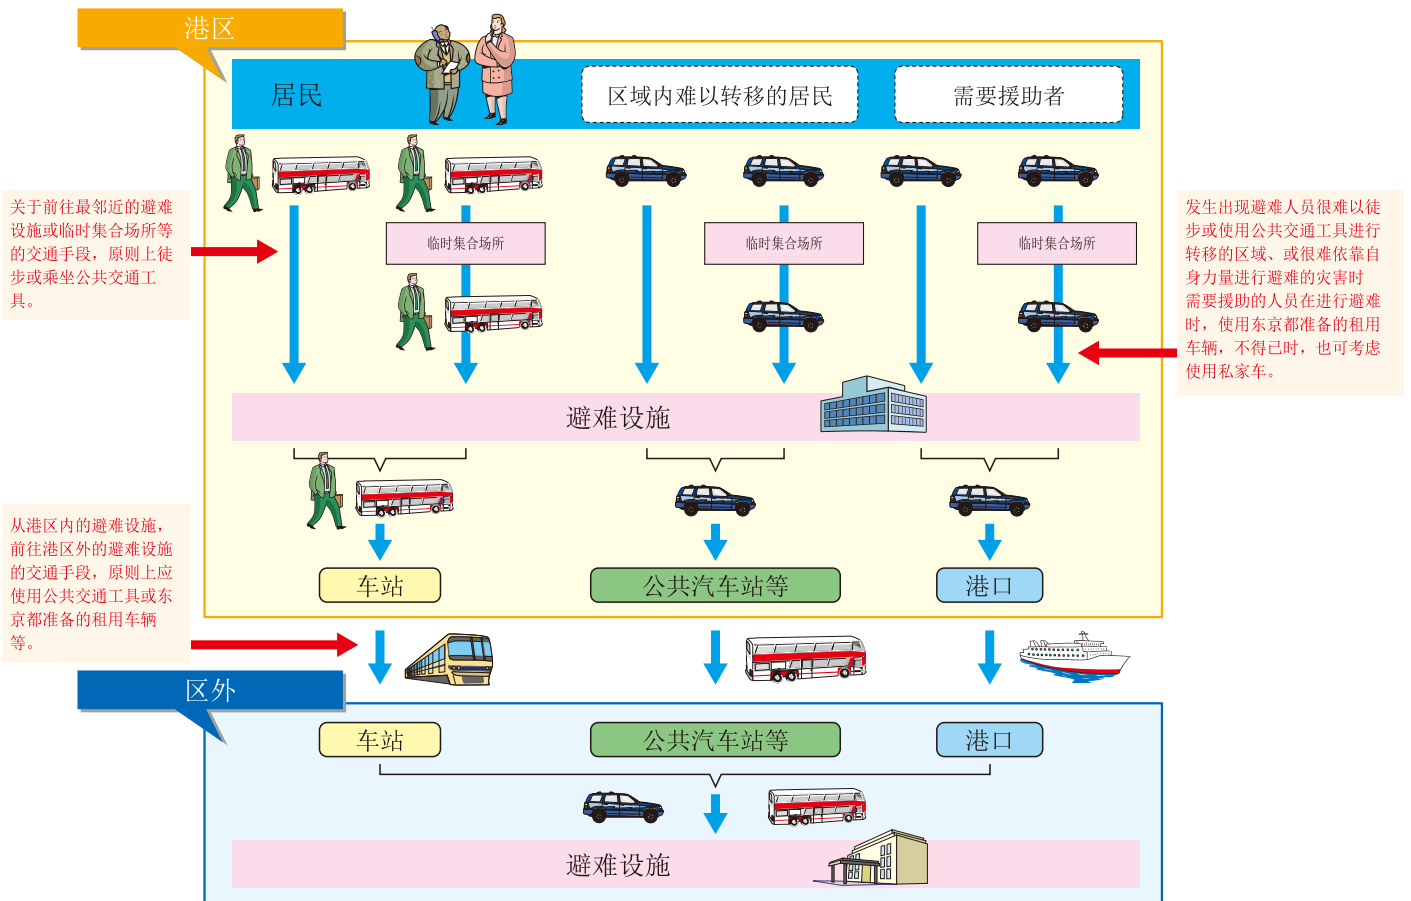 港区
居民
区域内难以转移的居民
需要援助者
关于前往最邻近的避难
设施或临时集合场所等
的交通手段，原则上徒
步或乘坐公共交通工
具。
临时集合场所
临时集合场所
临时集合场所
发生出现避难人员很难以徒
步或使用公共交通工具进行
转移的区域、或很难依靠自
身力量进行避难的灾害时
需要援助的人员在进行避难
时，使用东京都准备的租用
车辆，不得已时，也可考虑
使用私家车。
避难设施
从港区内的避难设施，
前往港区外的避难设施
的交通手段，原则上应
使用公共交通工具或东
京都准备的租用车辆
等。
车站
公共汽车站等
港口
区外
车站
公共汽车站等
港口
避难设施